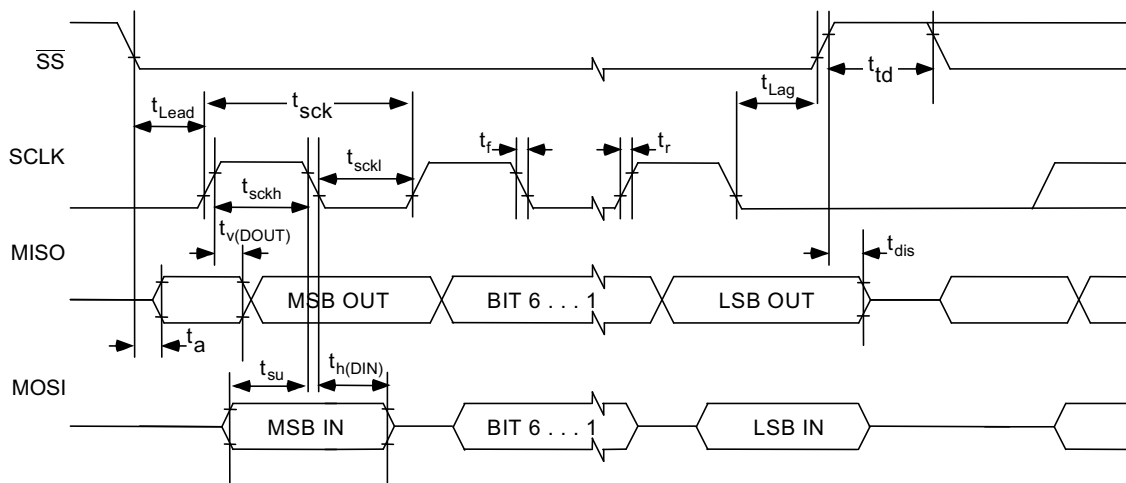 SS
t_td
t_Lag
t_Lead
t_sck
SCLK
t_f
t_r
t_sckl
t_sckh
t_v(DOUT)
MISO
t_dis
MSB OUT
BIT 6 . . . 1
LSB OUT
t_a
t_su
t_h(DIN)
MOSI
MSB IN
BIT 6 . . . 1
LSB IN